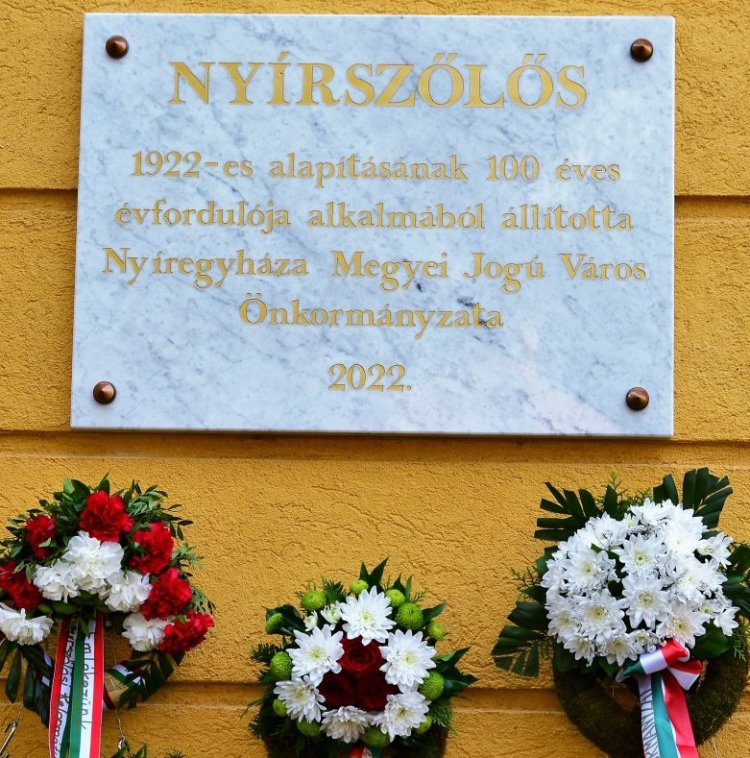 NYÍRSZŐLŐS
1922-es alapításának 100 éves
évfordulója alkalmából állította
Nyíregyháza Megyei Jogú Város
Önkormányzata
2022.